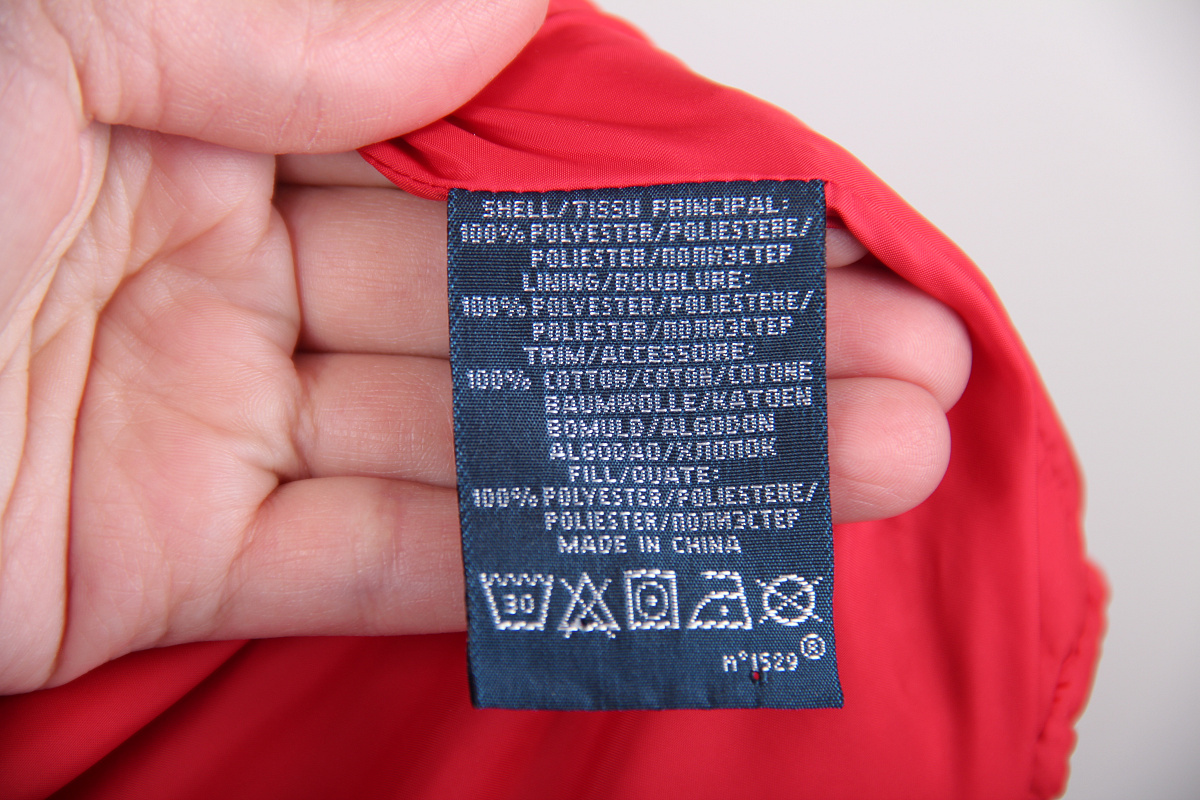 SHELL/TISSU PRINCIPAL:
100% POLYESTER/POLIESTERE/
POLIESTER/ПОЛИЭСТЕР
LINING/DOUBLURE:
100% POLYESTER/POLIESTERE/
POLIESTER/ПОЛИЭСТЕР
TRIM/ACCESSOIRE:
100% COTTON/COTON/COTONE
BAUMWOLLE/KATOEN
BOMULD/ALGODON
ALGODAO/ХЛОПОК
FILL/OUATE:
100% POLYESTER/POLIESTERE/
POLIESTER/ПОЛИЭСТЕР
MADE IN CHINA
30
n°1529®